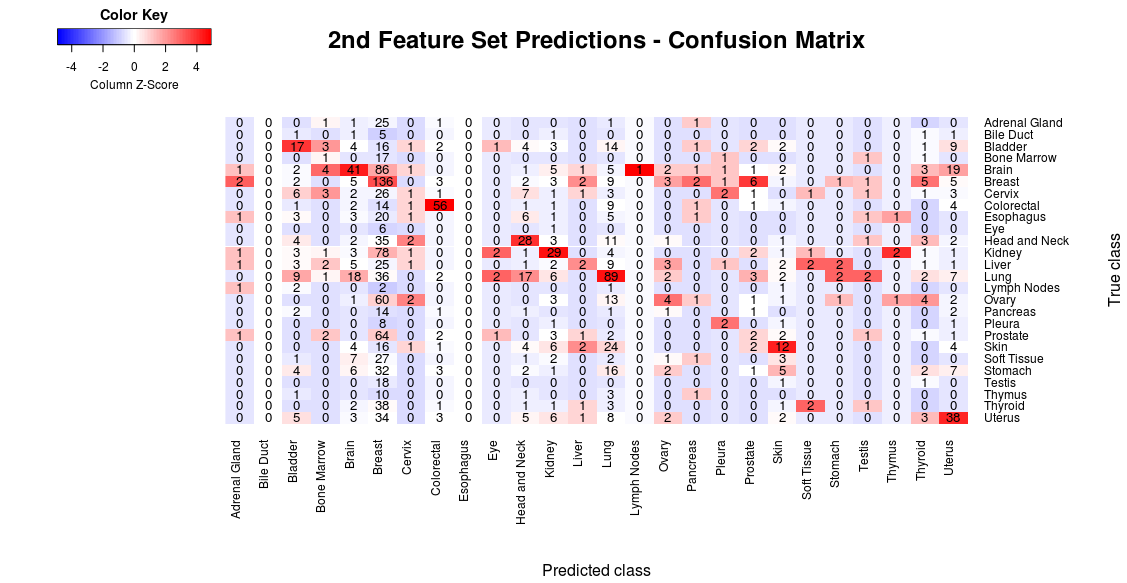 Color Key
-4 -2 0 2 4
Column Z-Score
2nd Feature Set Predictions - Confusion Matrix
0 0 0 1 1 25 0 1 0 0 0 0 0 1 0 0 1 0 0 0 0 0 0 0 0 0 Adrenal Gland
0 0 1 0 1 5 0 0 0 0 0 1 0 0 0 0 0 0 0 0 0 0 0 0 1 1 Bile Duct
0 0 17 3 4 16 1 2 0 1 4 3 0 14 0 0 1 0 2 2 0 0 0 0 1 9 Bladder
0 0 0 1 0 17 0 0 0 0 0 0 0 0 0 0 0 1 0 0 0 0 1 0 1 0 Bone Marrow
1 0 2 4 41 86 1 0 0 0 1 5 1 5 1 2 1 1 1 2 0 0 0 0 3 19 Brain
2 0 2 0 5 136 0 3 0 0 2 3 2 9 0 3 2 1 6 1 0 1 1 0 5 5 Breast
0 0 6 3 2 26 1 1 0 0 7 1 1 3 0 0 0 2 1 0 1 0 1 0 1 3 Cervix
0 0 0 0 2 14 1 56 0 0 0 1 0 9 0 0 1 0 1 1 0 0 0 0 0 4 Colorectal
1 0 3 0 3 20 1 0 0 0 6 1 0 5 0 0 1 0 0 0 0 0 1 1 0 0 Esophagus
0 0 0 0 0 6 0 0 0 0 0 0 0 0 0 0 0 0 0 0 0 0 0 0 0 0 Eye
0 0 4 0 2 35 2 0 0 0 28 3 0 11 0 1 0 0 0 0 0 0 1 0 3 2 Head and Neck
1 0 3 1 3 78 1 0 0 2 1 29 0 4 0 0 0 0 2 0 1 0 0 2 1 1 Kidney
1 0 3 2 5 25 1 0 0 0 1 2 2 9 0 3 0 1 0 2 2 2 0 0 1 1 Liver
0 0 9 1 18 36 0 2 0 2 17 6 0 89 0 2 0 0 3 2 0 2 2 0 2 7 Lung
1 0 2 0 0 2 0 0 0 0 0 0 0 1 0 0 0 0 0 0 0 0 0 0 0 0 Lymph Nodes
0 0 0 0 1 60 2 0 0 0 0 3 0 13 0 4 1 0 1 1 0 1 0 1 4 2 Ovary
0 0 2 0 0 14 0 1 0 0 0 0 0 1 0 1 0 0 0 1 0 0 0 0 0 2 Pancreas
0 0 0 0 0 8 0 0 0 0 0 1 0 0 0 0 0 2 0 1 0 0 0 0 0 1 Pleura
1 0 0 2 0 64 0 2 0 1 0 3 1 2 0 0 0 0 2 2 0 0 1 0 1 1 Prostate
0 0 0 0 4 16 1 1 0 0 4 6 2 24 0 0 0 0 2 12 0 0 0 0 0 4 Skin
0 0 1 0 7 27 0 0 0 0 1 2 0 2 0 1 1 0 0 3 0 0 0 0 0 0 Soft Tissue
0 0 4 0 6 32 0 3 0 0 2 1 0 16 0 2 0 0 1 5 0 0 0 0 2 7 Stomach
0 0 0 0 0 18 0 0 0 0 0 0 0 0 0 0 0 0 0 0 0 0 0 0 1 0 Testis
0 0 1 0 0 10 0 0 0 0 1 0 0 3 0 0 1 0 0 0 0 0 0 0 0 0 Thymus
0 0 0 0 2 38 0 1 0 0 0 1 1 3 0 0 0 0 0 1 2 0 1 0 0 0 Thyroid
0 0 5 0 3 34 0 3 0 0 5 6 1 8 0 2 0 0 0 2 0 0 0 0 3 38 Uterus
True class
Adrenal Gland
Bile Duct
Bladder
Bone Marrow
Brain
Breast
Cervix
Colorectal
Esophagus
Eye
Head and Neck
Kidney
Liver
Lung
Lymph Nodes
Ovary
Pancreas
Pleura
Prostate
Skin
Soft Tissue
Stomach
Testis
Thymus
Thyroid
Uterus
Predicted class